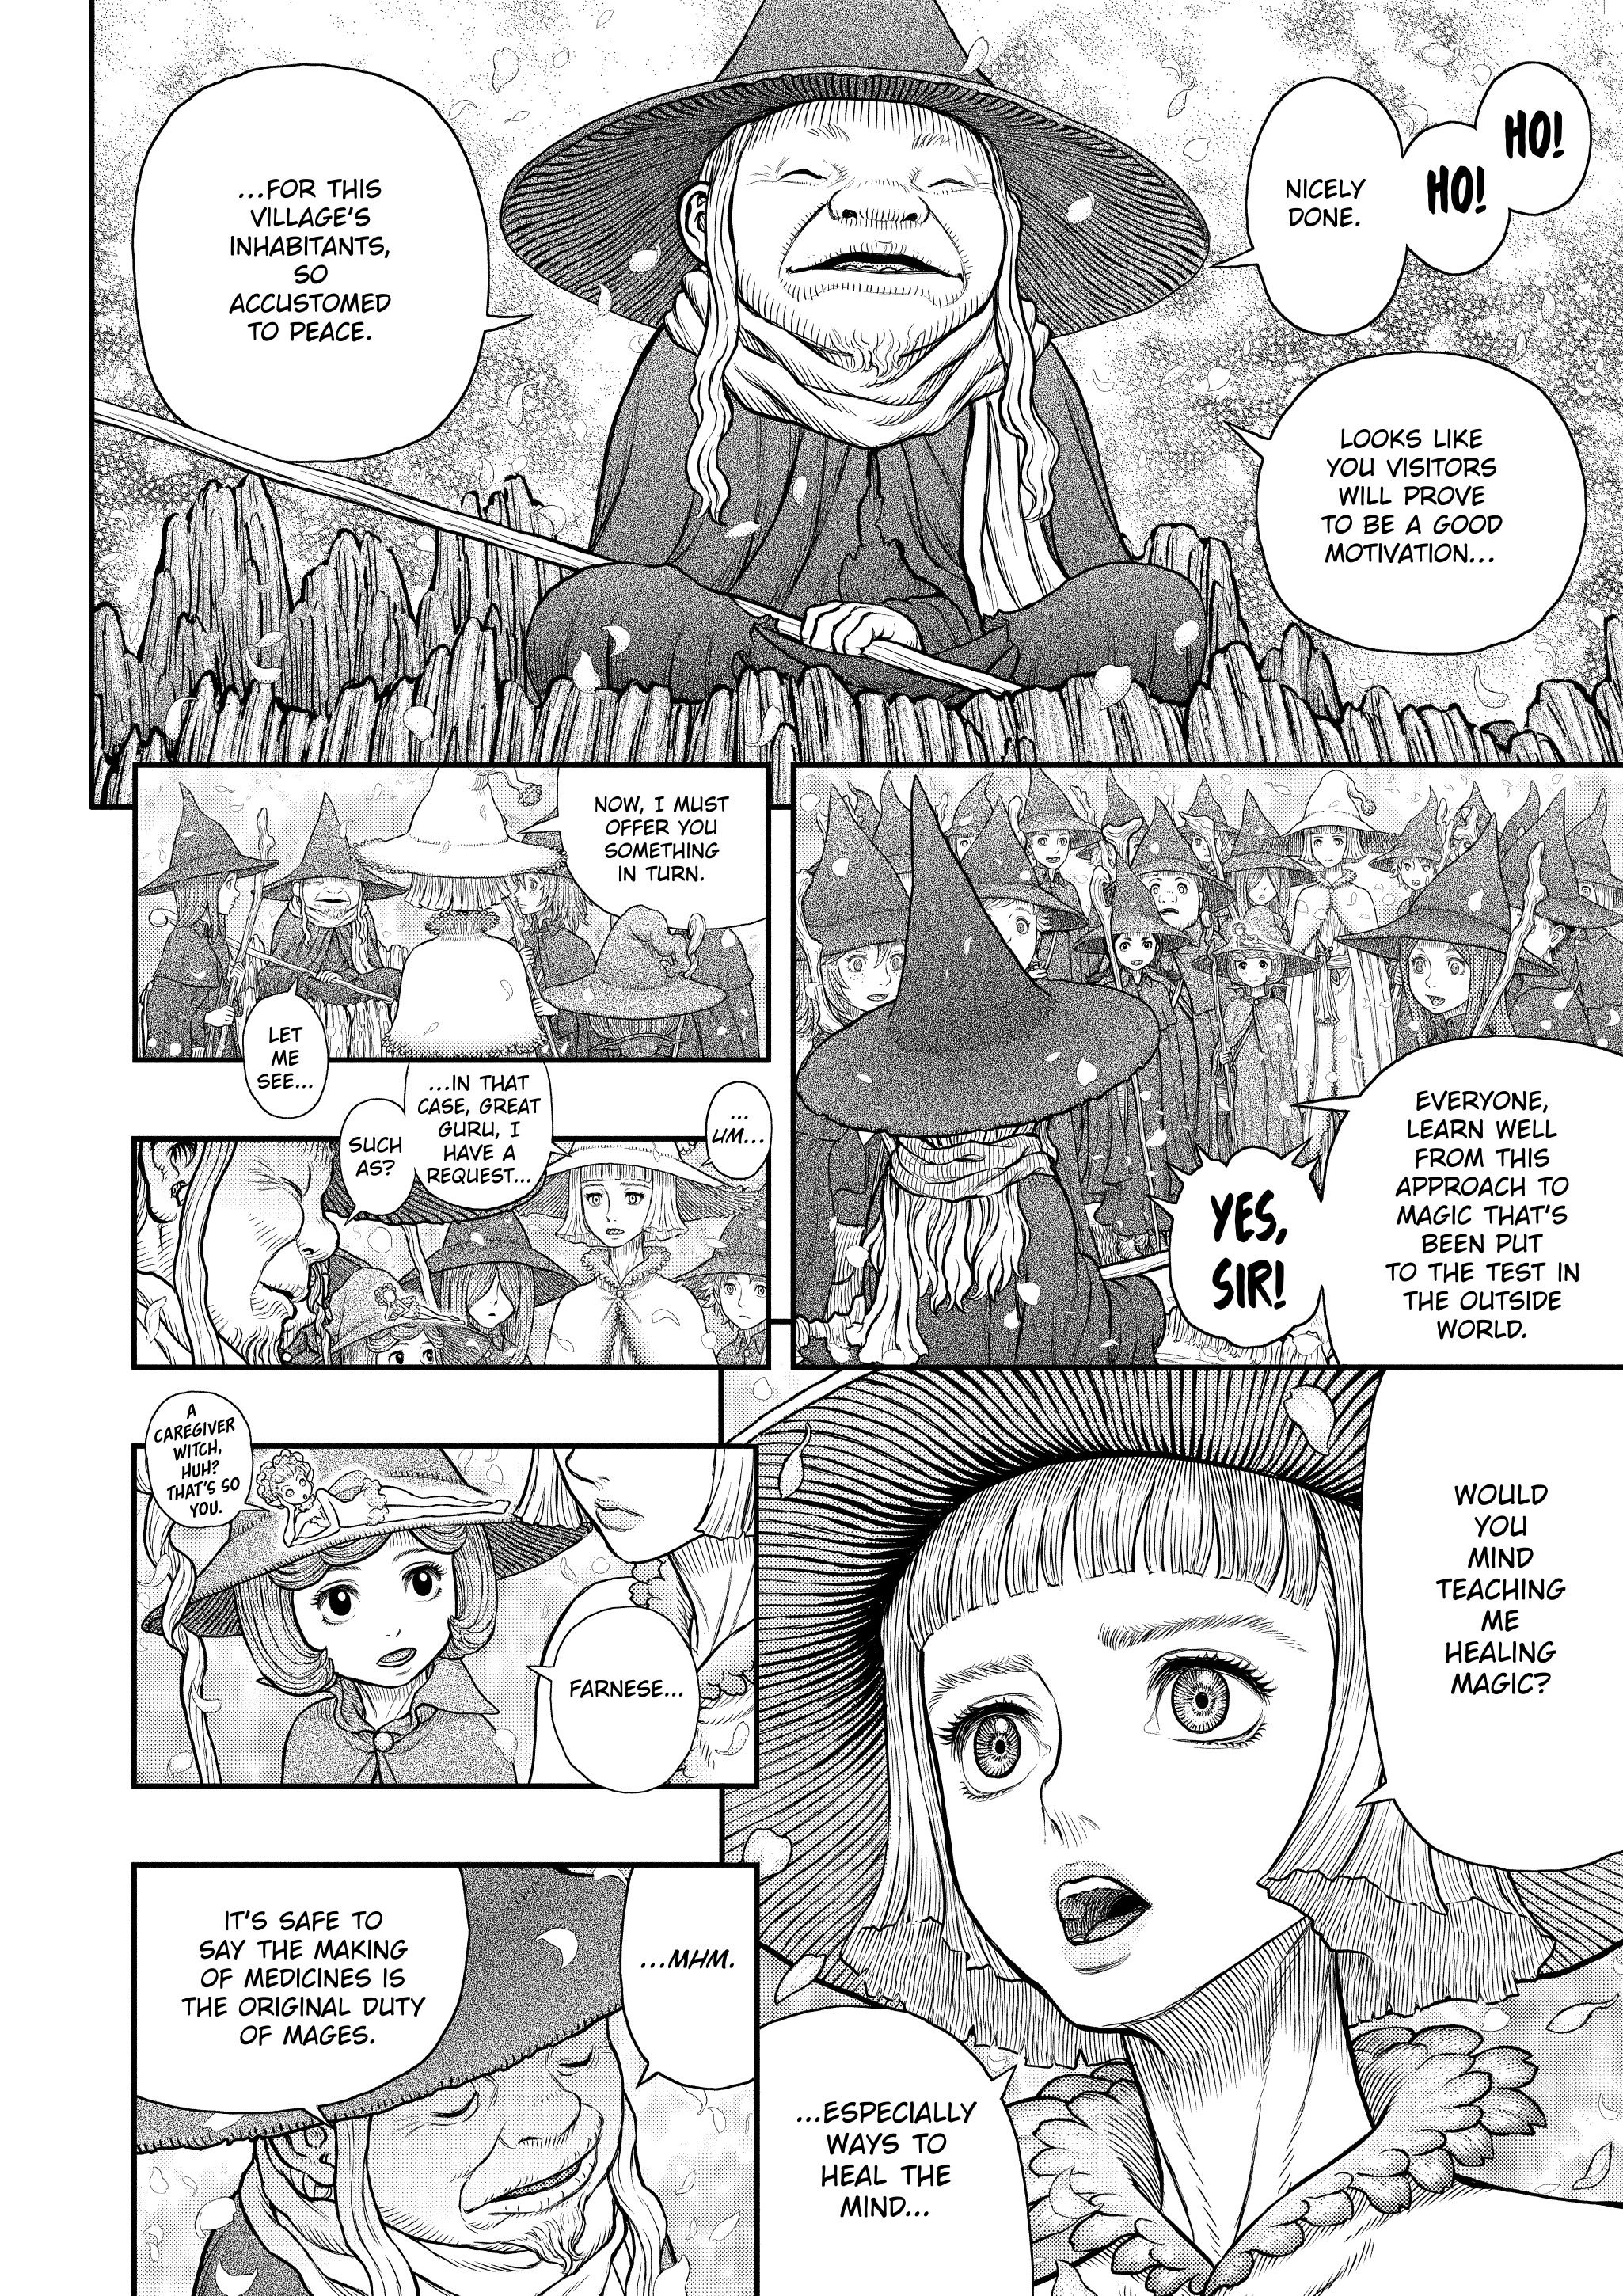 HO!
HO!
NICELY
DONE.
LOOKS LIKE
YOU VISITORS
WILL PROVE
TO BE A GOOD
MOTIVATION...
...FOR THIS
VILLAGE'S
INHABITANTS,
SO
ACCUSTOMED
TO PEACE.
EVERYONE,
LEARN WELL
FROM THIS
APPROACH TO
MAGIC THAT'S
BEEN PUT
TO THE TEST IN
THE OUTSIDE
WORLD.
YES,
SIR!
NOW, I MUST
OFFER YOU
SOMETHING
IN TURN.
LET
ME
SEE...
...
UM...
...IN THAT
CASE, GREAT
GURU, I
HAVE A
REQUEST...
SUCH
AS?
WOULD
YOU
MIND
TEACHING
ME
HEALING
MAGIC?
...ESPECIALLY
WAYS TO
HEAL THE
MIND...
FARNESE...
A
CAREGIVER
WITCH,
HUH?
THAT'S SO
YOU.
...MHM.
IT'S SAFE TO
SAY THE MAKING
OF MEDICINES IS
THE ORIGINAL DUTY
OF MAGES.